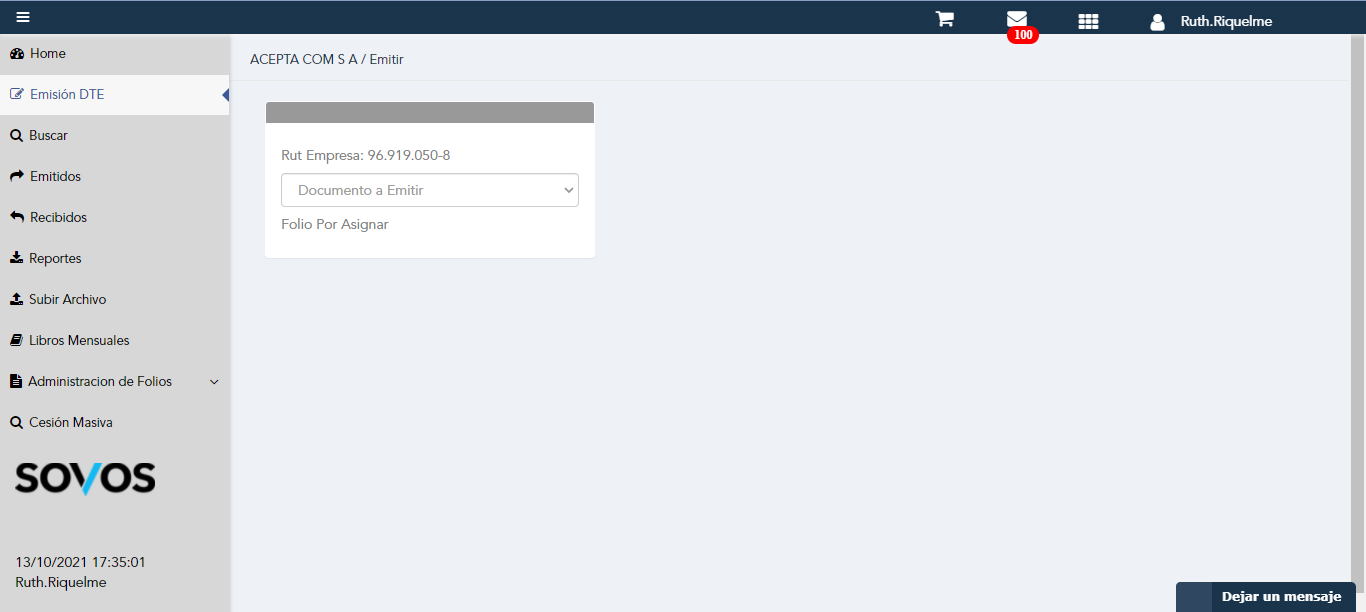 Ruth.Riquelme
100
Home
ACEPTA COM S A / Emitir
Emisión DTE
Buscar
Rut Empresa: 96.919.050-8
Emitidos
Documento a Emitir
Recibidos
Folio Por Asignar
Reportes
Subir Archivo
Libros Mensuales
Administracion de Folios
Cesión Masiva
SOVOS
13/10/2021 17:35:01
Ruth.Riquelme
Dejar un mensaje